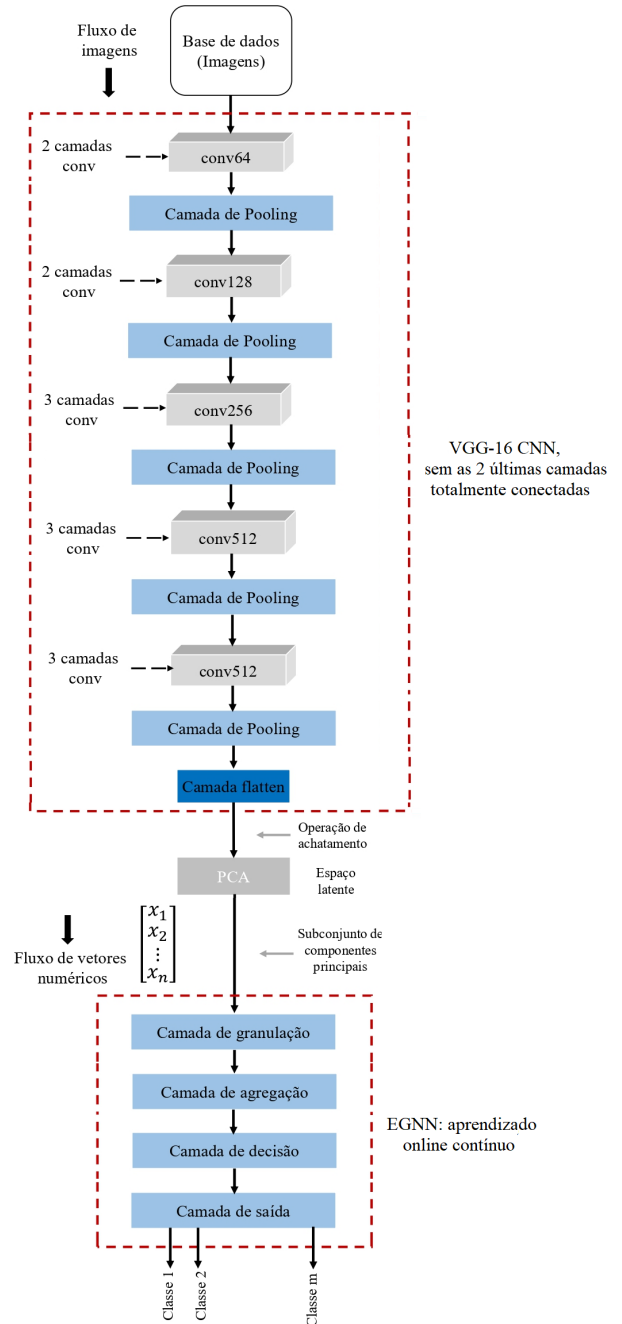 Fluxo de
imagens
Base de dados
(Imagens)
2 camadas
conv
conv64
Camada de Pooling
2 camadas
conv
conv128
Camada de Pooling
3 camadas
conv
conv256
Camada de Pooling
VGG-16 CNN,
sem as 2 últimas camadas
totalmente conectadas
3 camadas
conv
conv512
Camada de Pooling
3 camadas
conv
conv512
Camada de Pooling
Camada flatten
Operação de
achatamento
PCA
Espaço
latente
Fluxo de vetores
numéricos
x1
x2
⋮
xn
Subconjunto de
componentes
principais
Camada de granulação
Camada de agregação
Camada de decisão
Camada de saída
EGNN: aprendizado
online contínuo
Classe 1
Classe 2
Classe m